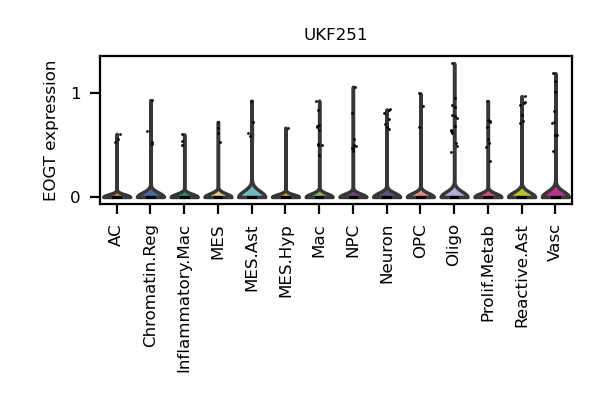 UKF251
EOGT expression
1
0
AC
Chromatin.Reg
Inflammatory.Mac
MES
MES.Ast
MES.Hyp
Mac
NPC
Neuron
OPC
Oligo
Prolif.Metab
Reactive.Ast
Vasc